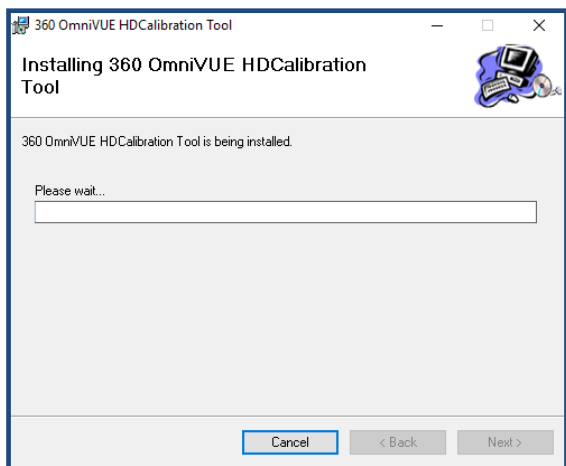 360 OmniVUE HDCalibration Tool
Installing 360 OmniVUE HDCalibration
Tool
360 OmniVUE HDCalibration Tool is being installed.
Please wait...
Cancel
< Back
Next >